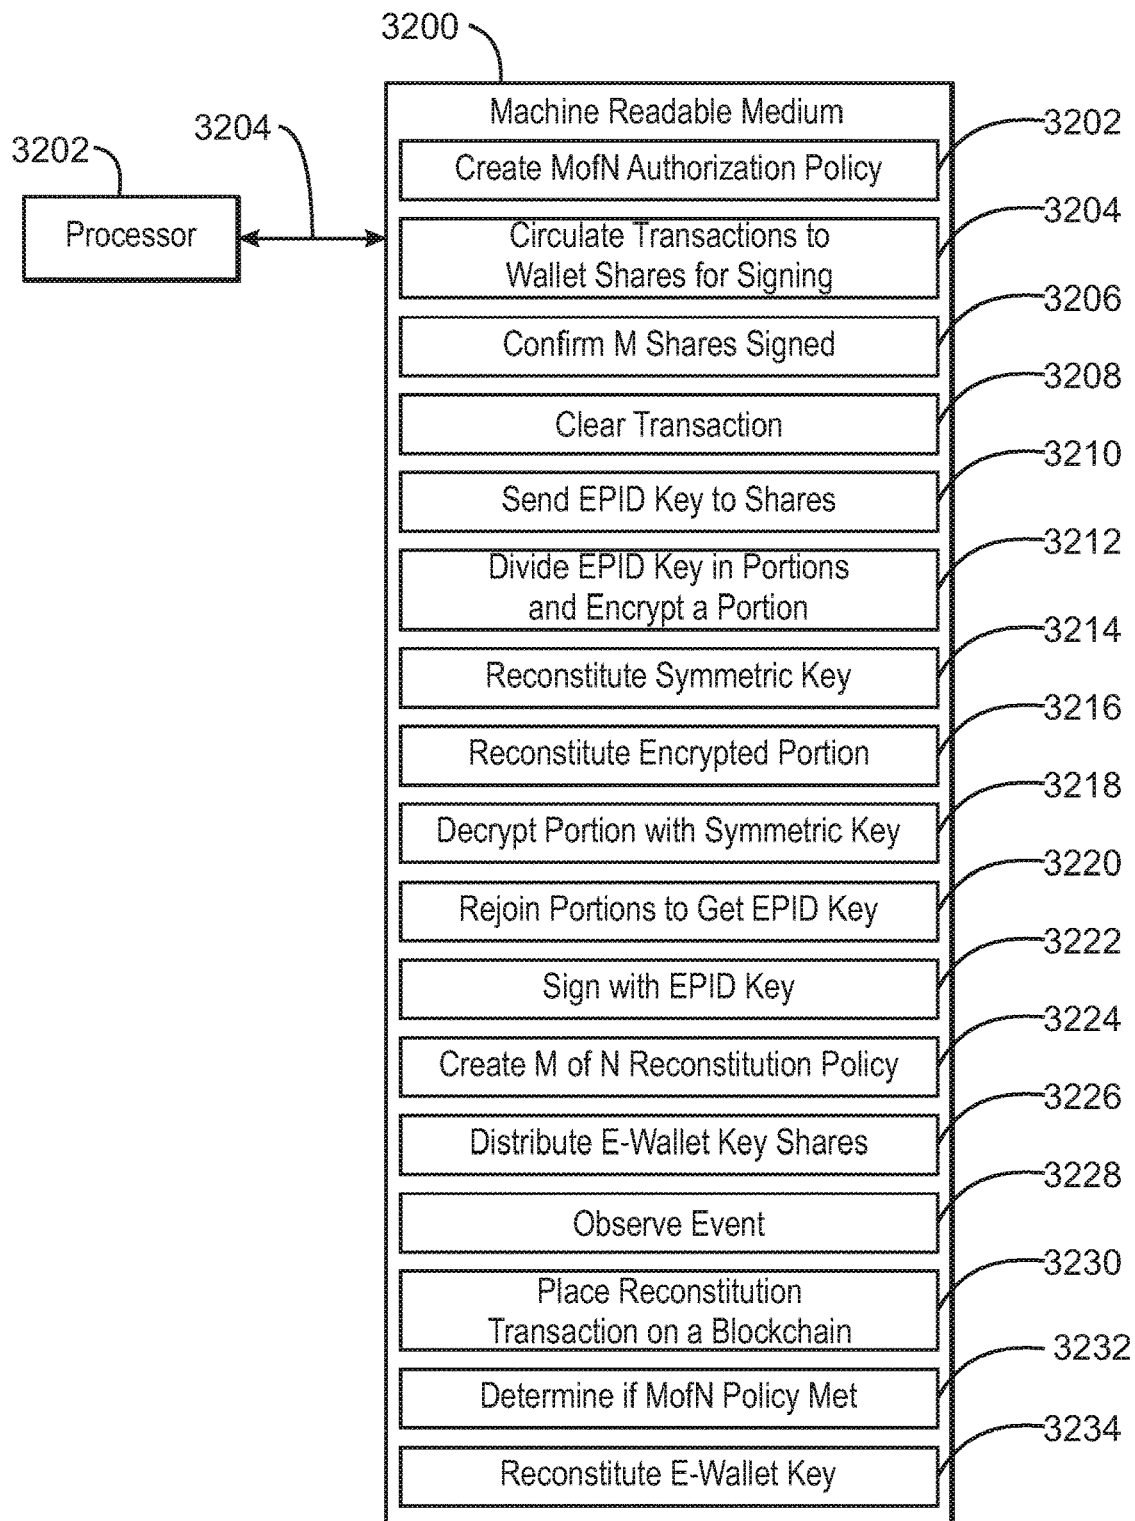 3200
Machine Readable Medium
3202
3204
3202
Processor
Create MofN Authorization Policy
3204
Circulate Transactions to
Wallet Shares for Signing
3206
Confirm M Shares Signed
3208
Clear Transaction
3210
Send EPID Key to Shares
3212
Divide EPID Key in Portions
and Encrypt a Portion
3214
Reconstitute Symmetric Key
3216
Reconstitute Encrypted Portion
3218
Decrypt Portion with Symmetric Key
3220
Rejoin Portions to Get EPID Key
3222
Sign with EPID Key
3224
Create M of N Reconstitution Policy
3226
Distribute E-Wallet Key Shares
3228
Observe Event
3230
Place Reconstitution
Transaction on a Blockchain
3232
Determine if MofN Policy Met
3234
Reconstitute E-Wallet Key